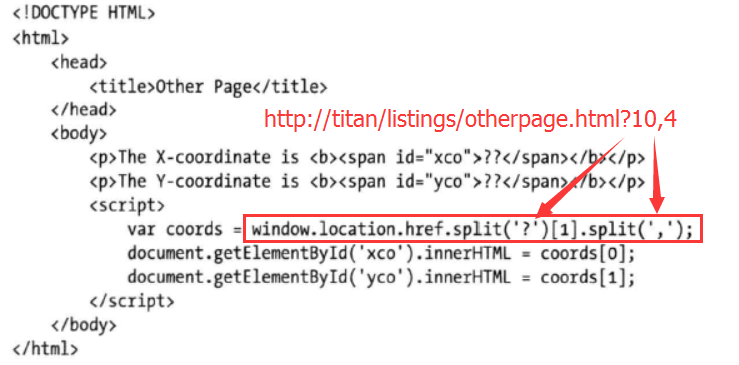 <!DOCTYPE HTML>
<html>
<head>
<title>Other Page</title>
</head>
<body>
http://titan/listings/otherpage.html?10,4
<p>The X-coordinate is <b><span id="xco">??</span></b></p>
<p>The Y-coordinate is <b><span id="yco">??</span></b></p>
<script>
var coords = window.location.href.split('?')[1].split(',');
document.getElementById('xco').innerHTML = coords[0];
document.getElementById('yco').innerHTML = coords[1];
</script>
</body>
</html>